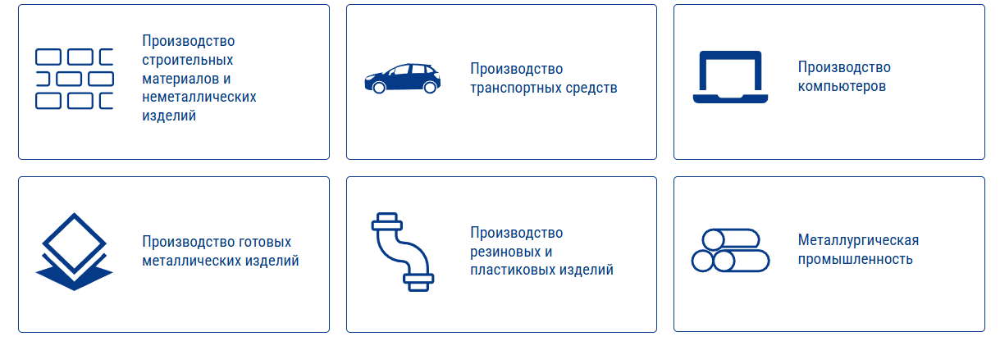 Производство
строительных
материалов и
неметаллических
изделий
Производство
транспортных средств
Производство
компьютеров
Производство готовых
металлических изделий
Производство
резиновых и
пластиковых изделий
Металлургическая
промышленность